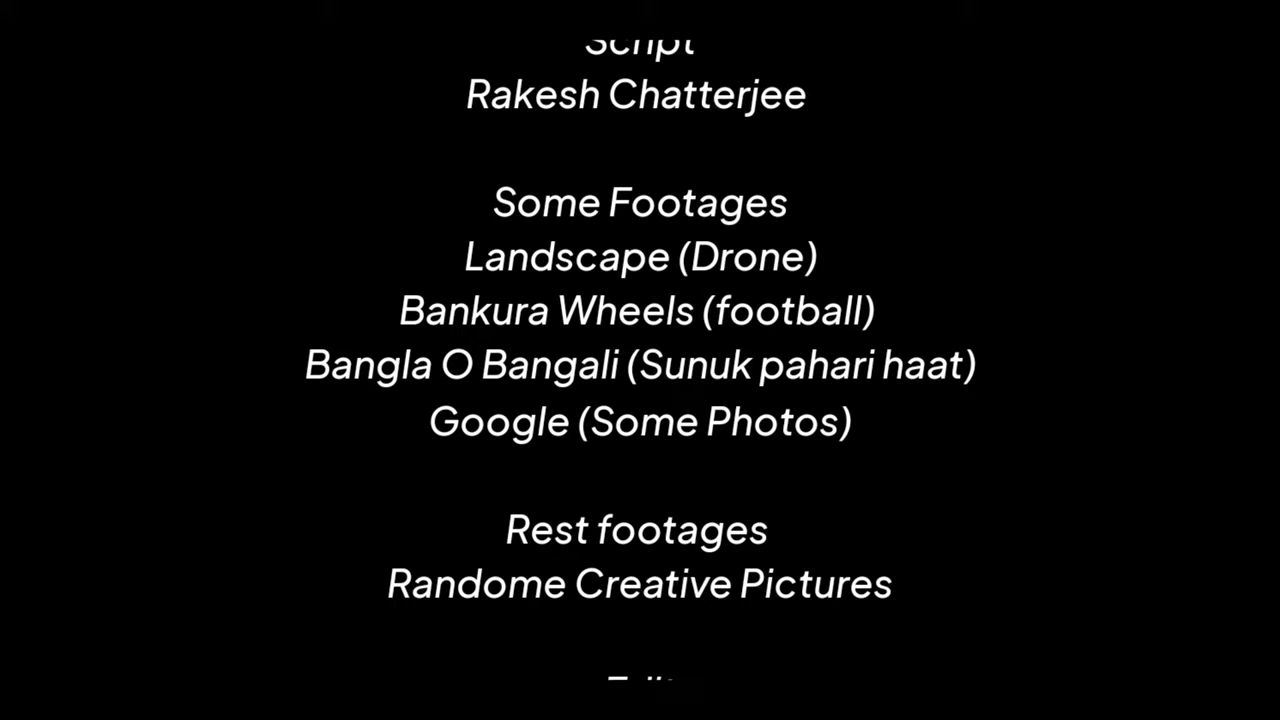 Script
Rakesh Chatterjee
Some Footages
Landscape (Drone)
Bankura Wheels (football)
Bangla O Bangali (Sunuk pahari haat)
Google (Some Photos)
Rest footages
Randome Creative Pictures